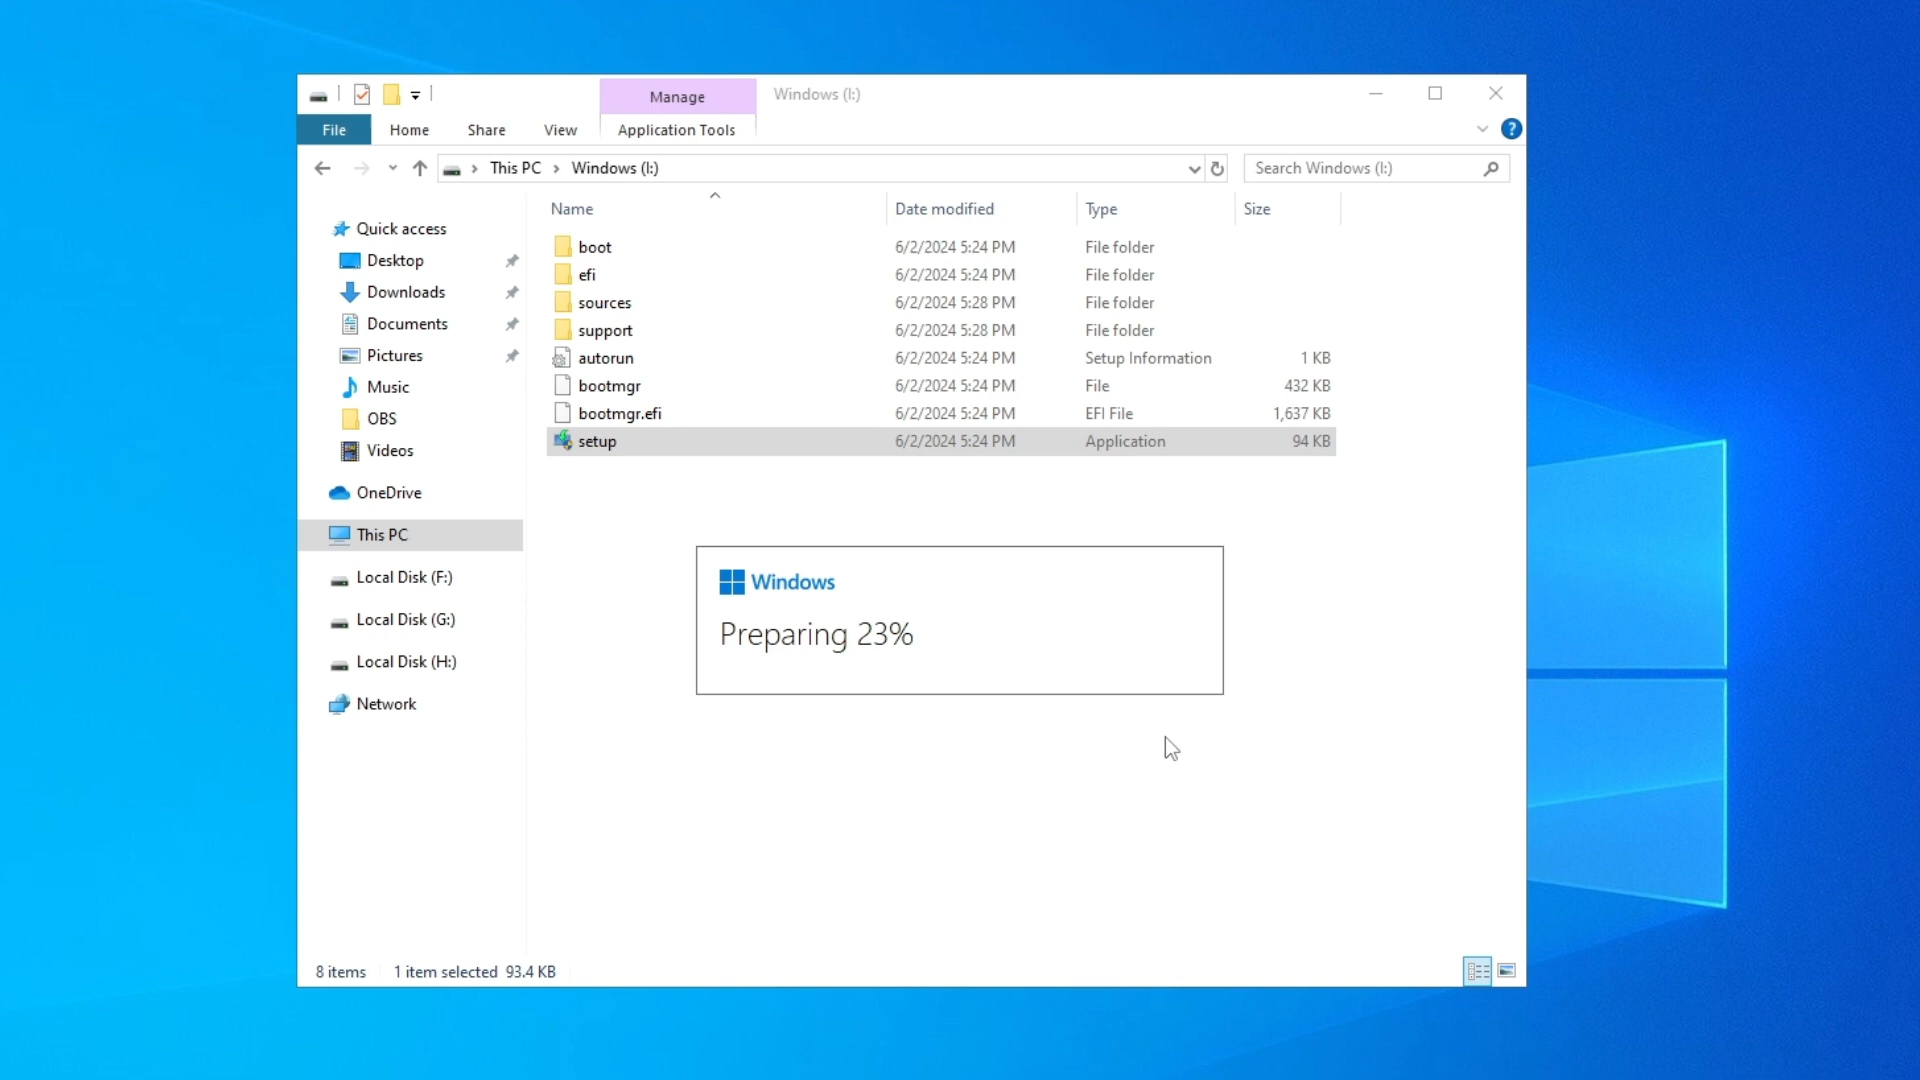 Manage
Windows (I:)
File
Home
Share
View
Application Tools
?
This PC
Windows (I:)
Search Windows (I:)
Name
Date modified
Type
Size
Quick access
Desktop
Downloads
Documents
Pictures
Music
OBS
Videos
OneDrive
This PC
Local Disk (F:)
Local Disk (G:)
Local Disk (H:)
Network
boot 6/2/2024 5:24 PM File folder
efi 6/2/2024 5:24 PM File folder
sources 6/2/2024 5:28 PM File folder
support 6/2/2024 5:28 PM File folder
autorun 6/2/2024 5:24 PM Setup Information 1 KB
bootmgr 6/2/2024 5:24 PM File 432 KB
bootmgr.efi 6/2/2024 5:24 PM EFI File 1,637 KB
setup 6/2/2024 5:24 PM Application 94 KB
Windows
Preparing 23%
8 items 1 item selected 93.4 KB